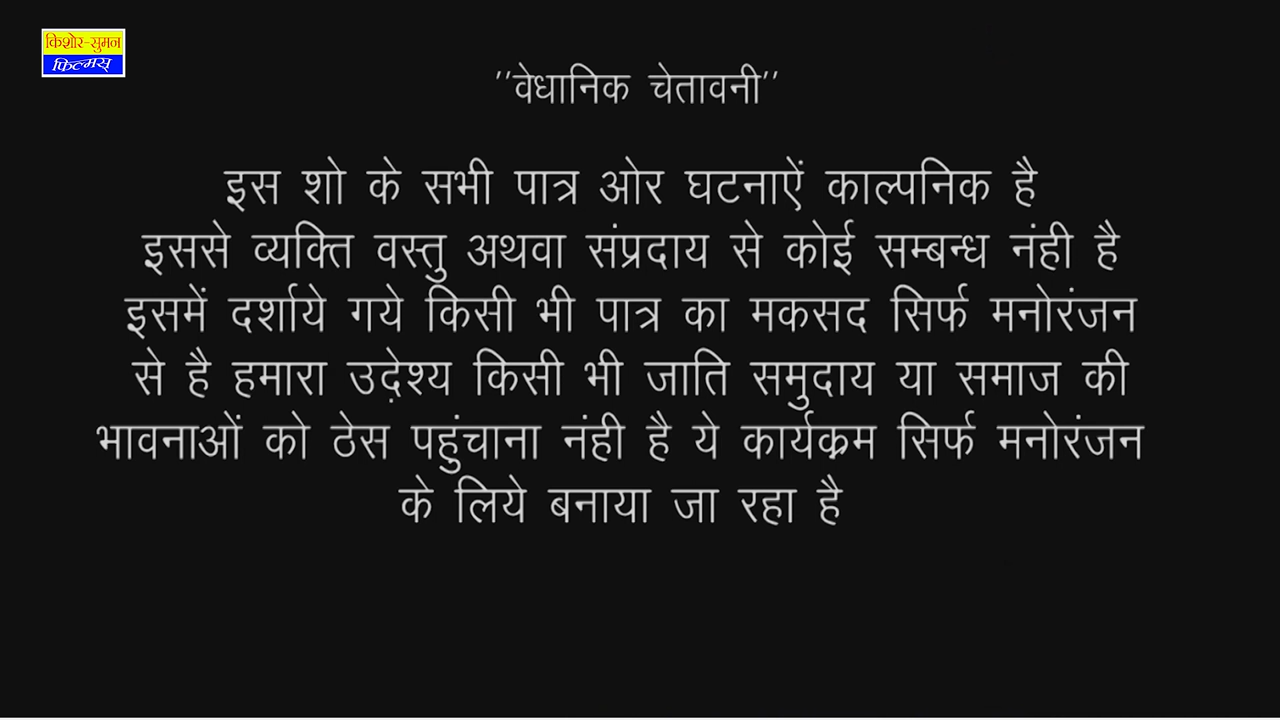 किशोर-सुमन
फिल्मस्
''वेधानिक चेतावनी''
इस शो के सभी पात्र ओर घटनाऐं काल्पनिक है
इससे व्यक्ति वस्तु अथवा संप्रदाय से कोई सम्बन्ध नंही है
इसमें दर्शाये गये किसी भी पात्र का मकसद सिर्फ मनोरंजन
से है हमारा उद़ेश्य किसी भी जाति समुदाय या समाज की
भावनाओं को ठेस पहुंचाना नंही है ये कार्यक्रम सिर्फ मनोरंजन
के लिये बनाया जा रहा है